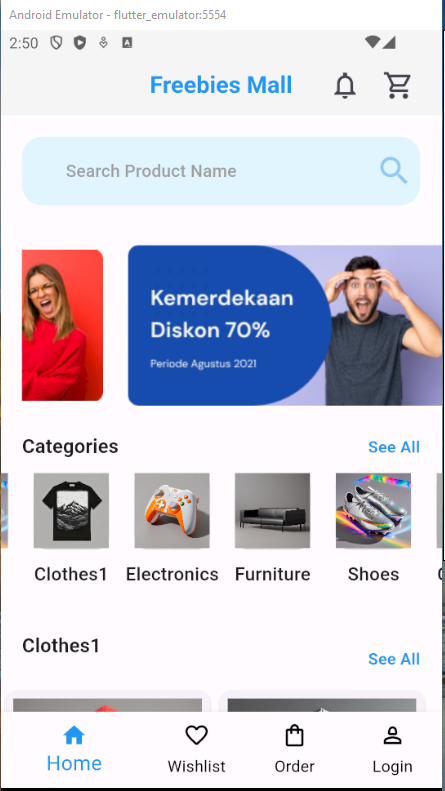 Android Emulator - flutter_emulator:5554
2:50
Freebies Mall
Search Product Name
Kemerdekaan
Diskon 70%
Periode Agustus 2021
Categories
See All
Clothes1
Electronics
Furniture
Shoes
Clothes1
See All
Home
Wishlist
Order
Login